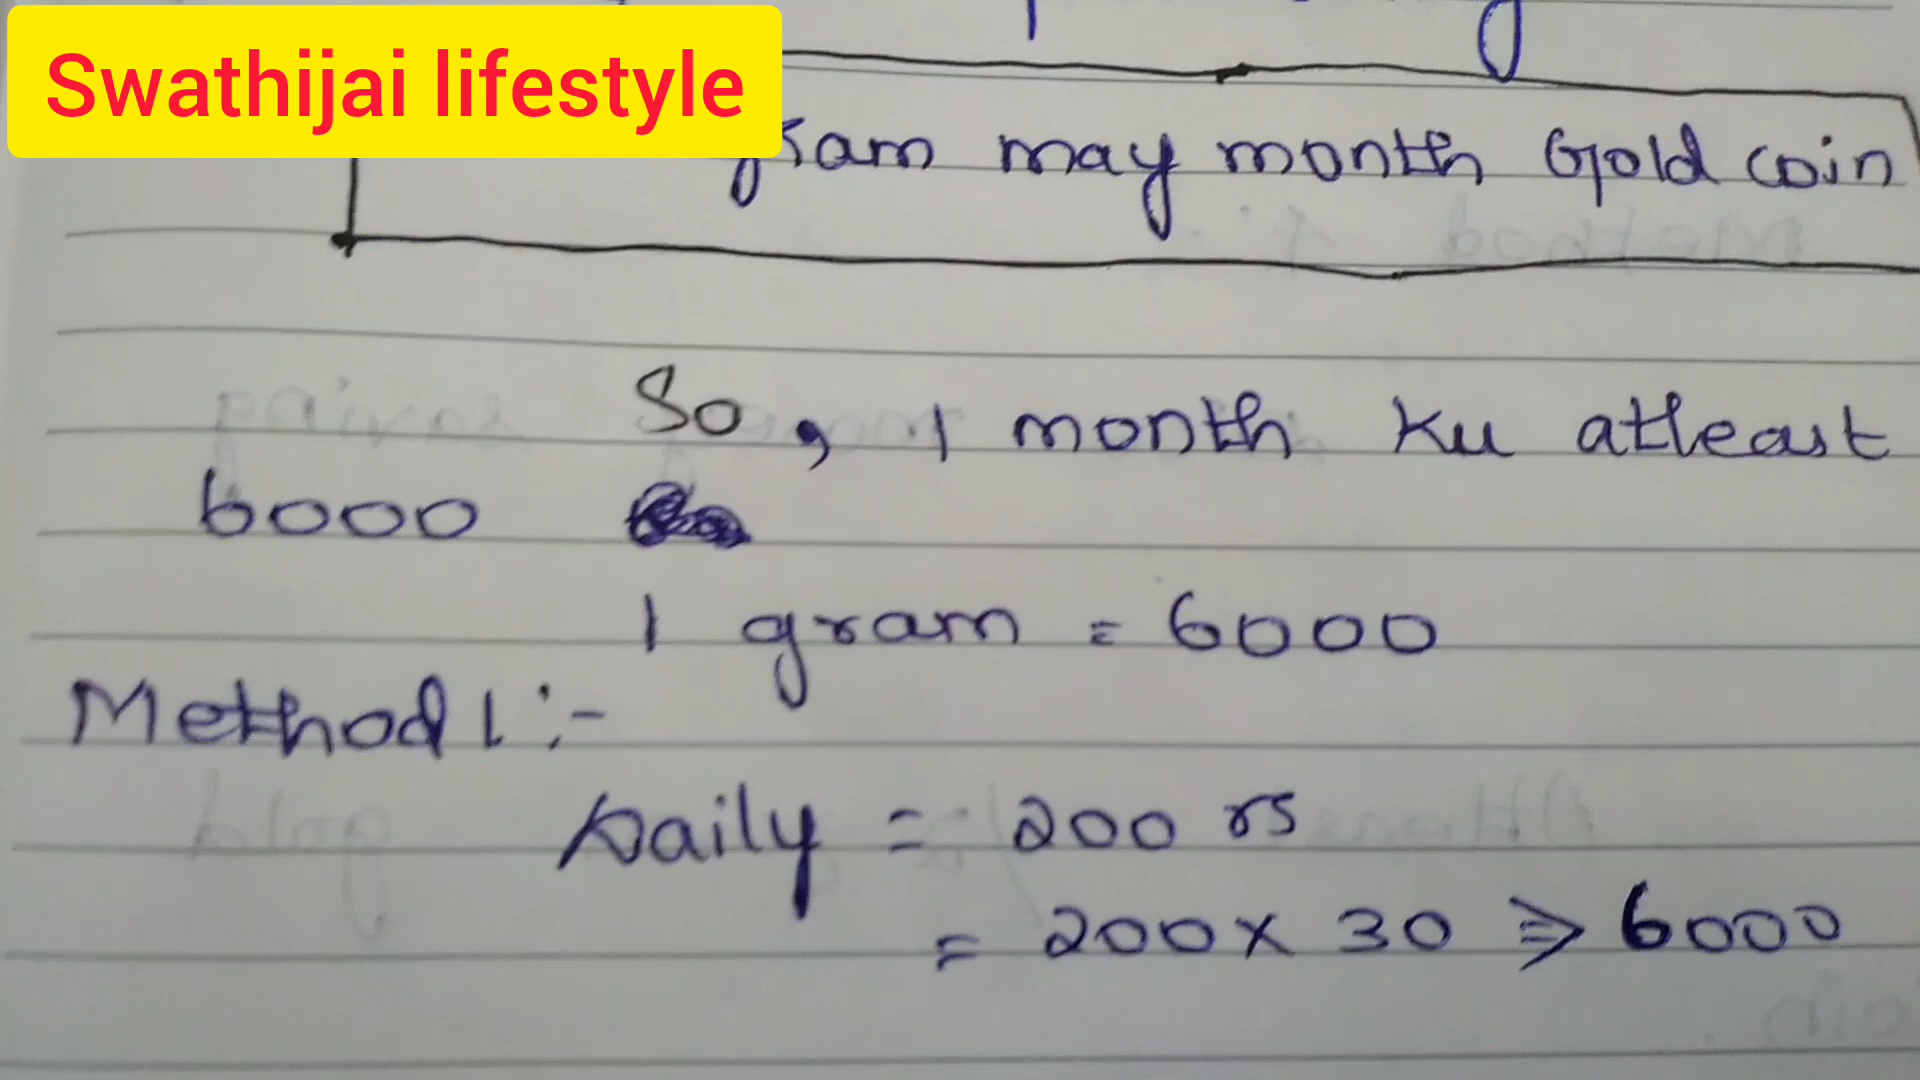 Swathijai lifestyle
gram may month Gold coin
So, 1 month Ku atleast
6000
1 gram = 6000
Method 1 :-
Daily = 200 rs
= 200 x 30 => 6000